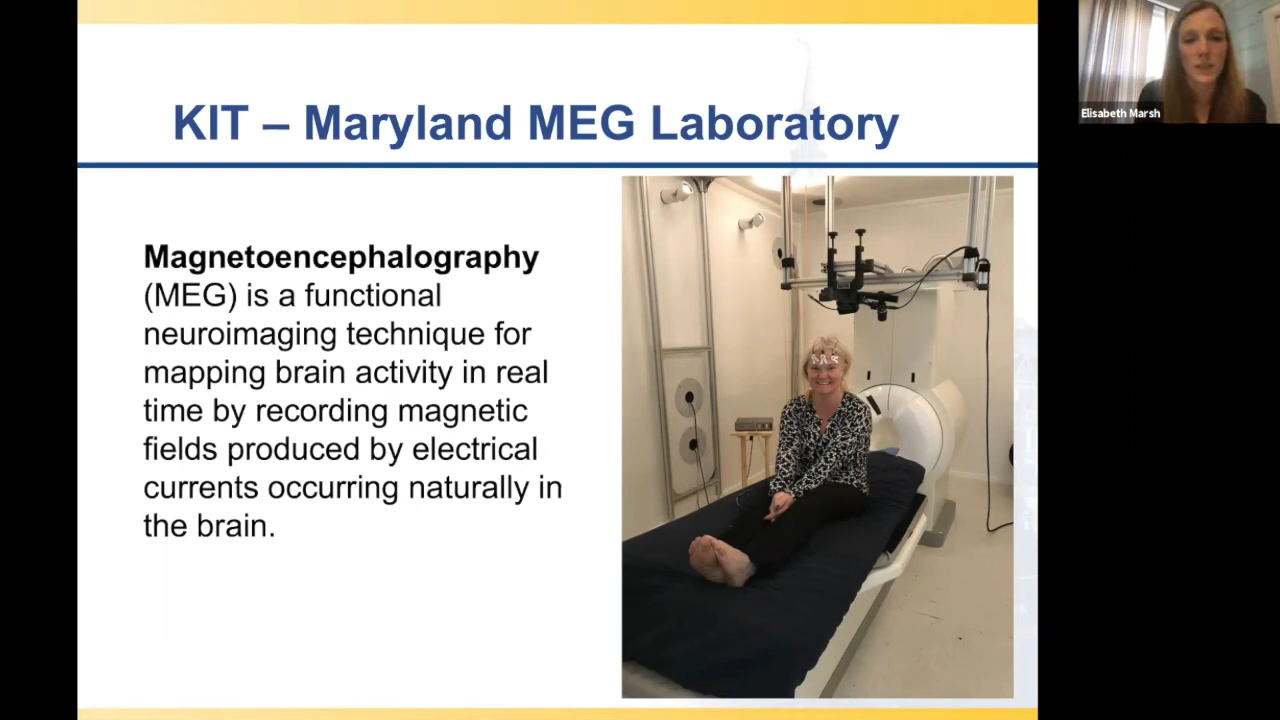 KIT – Maryland MEG Laboratory
Magnetoencephalography
(MEG) is a functional
neuroimaging technique for
mapping brain activity in real
time by recording magnetic
fields produced by electrical
currents occurring naturally in
the brain.
Elisabeth Marsh